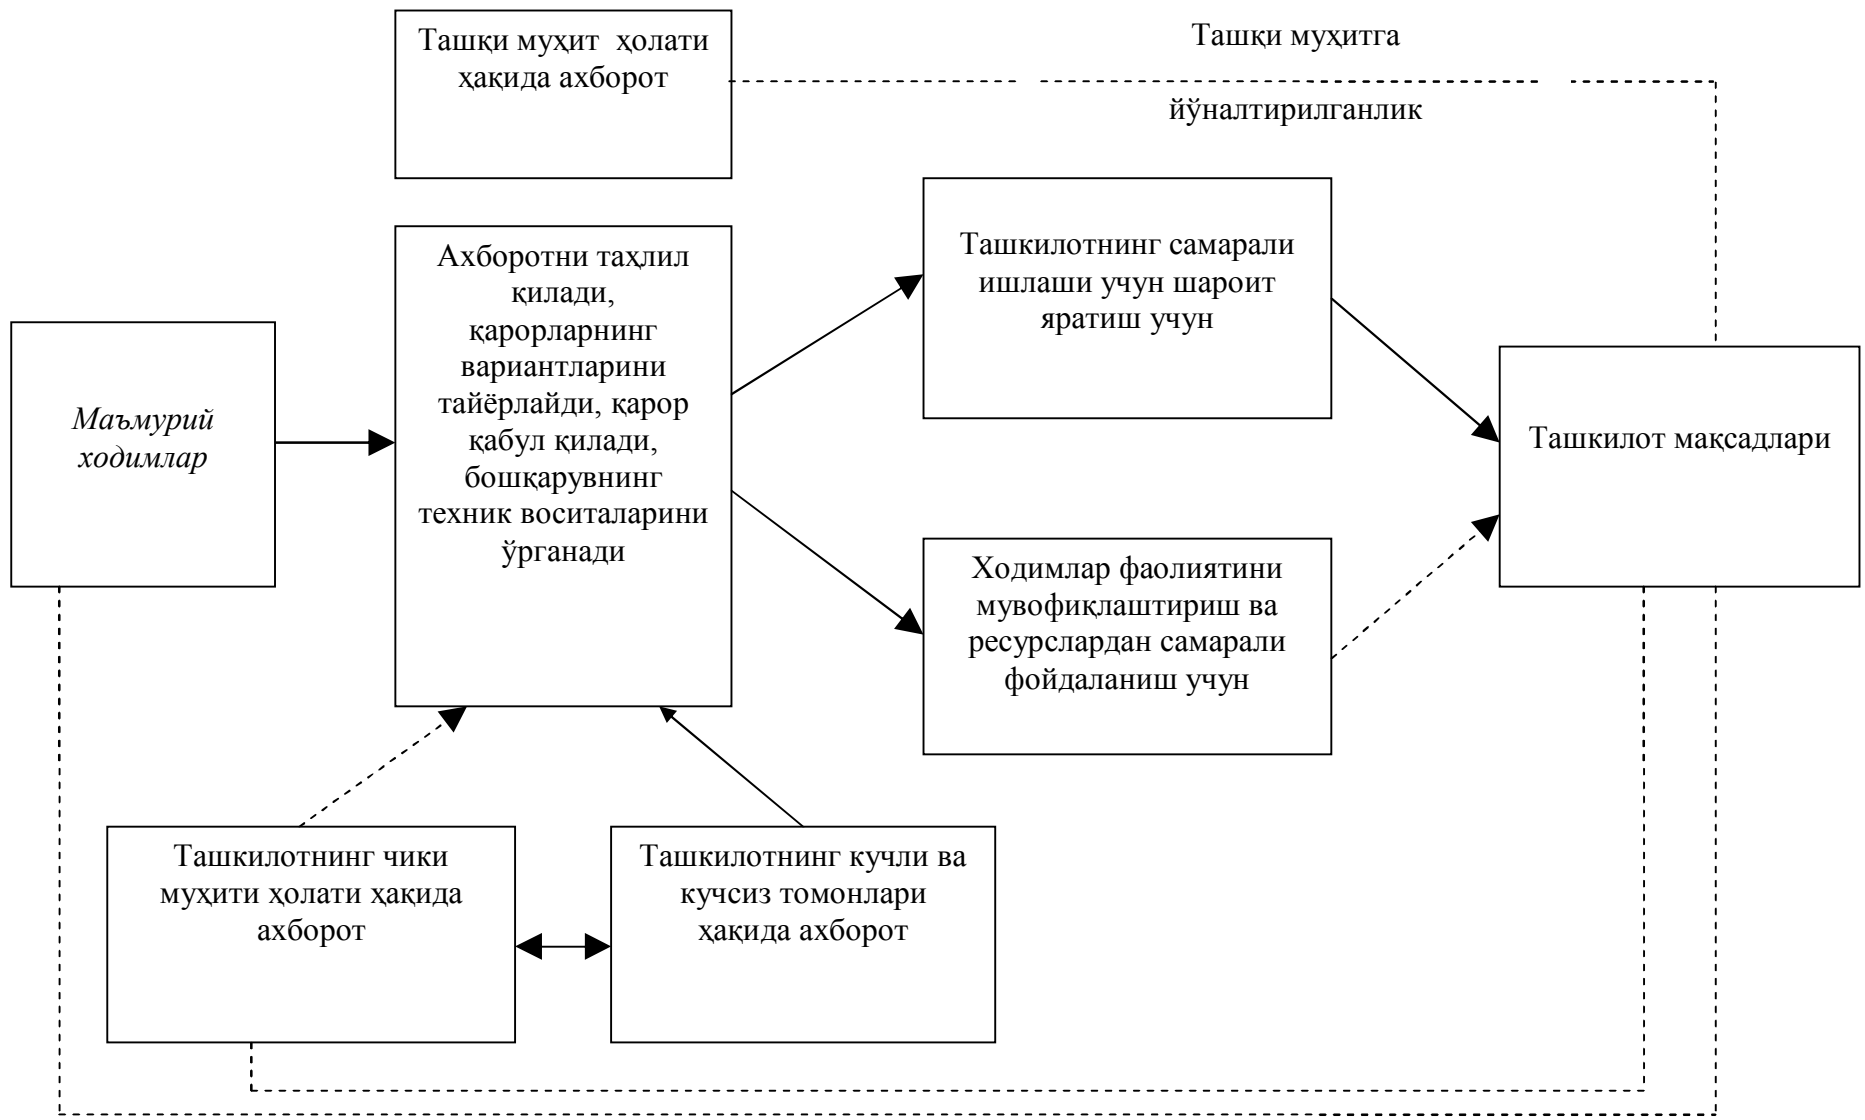 Ташқи муҳит ҳолати
ҳақида ахборот
Ташқи муҳитга
йўналтирилганлик
Ахборотни таҳлил
қилади,
қарорларнинг
вариантларини
тайёрлайди, қарор
қабул қилади,
бошқарувнинг
техник воситаларини
ўрганади
Ташкилотнинг самарали
ишлаши учун шароит
яратиш учун
Маъмурий
ходимлар
Ташкилот мақсадлари
Ходимлар фаолиятини
мувофиқлаштириш ва
ресурслардан самарали
фойдаланиш учун
Ташкилотнинг чики
муҳити ҳолати ҳақида
ахборот
Ташкилотнинг кучли ва
кучсиз томонлари
ҳақида ахборот